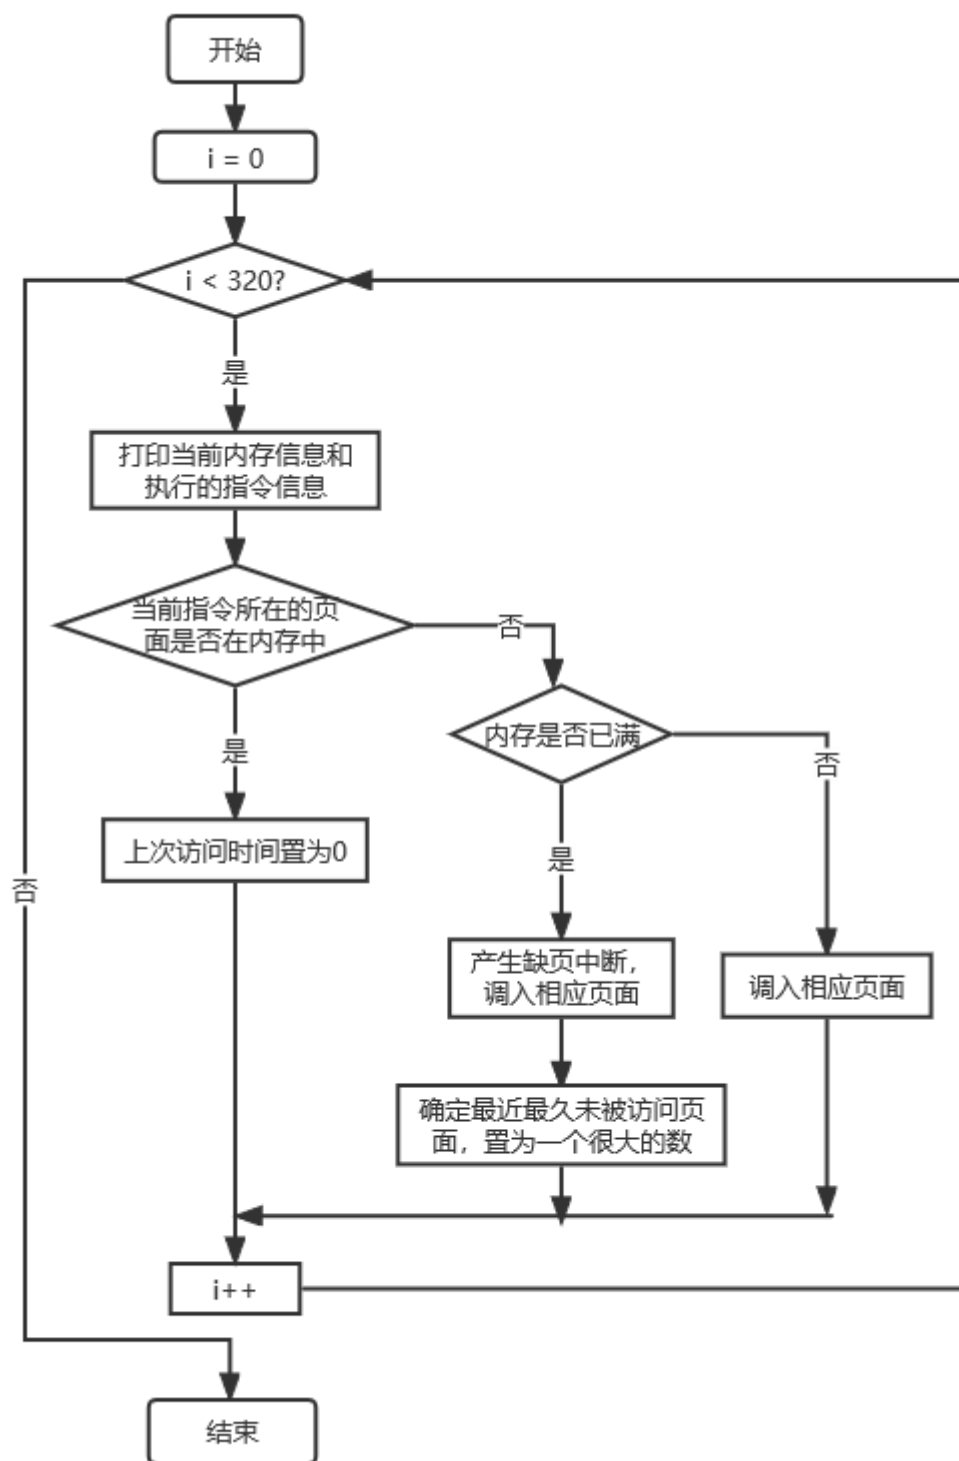 开始
i = 0
i < 320?
是
打印当前内存信息和
执行的指令信息
当前指令所在的页
面是否在内存中
否
内存是否已满
是
否
上次访问时间置为0
是
否
产生缺页中断，
调入相应页面
调入相应页面
确定最近最久未被访问页
面，置为一个很大的数
i++
结束